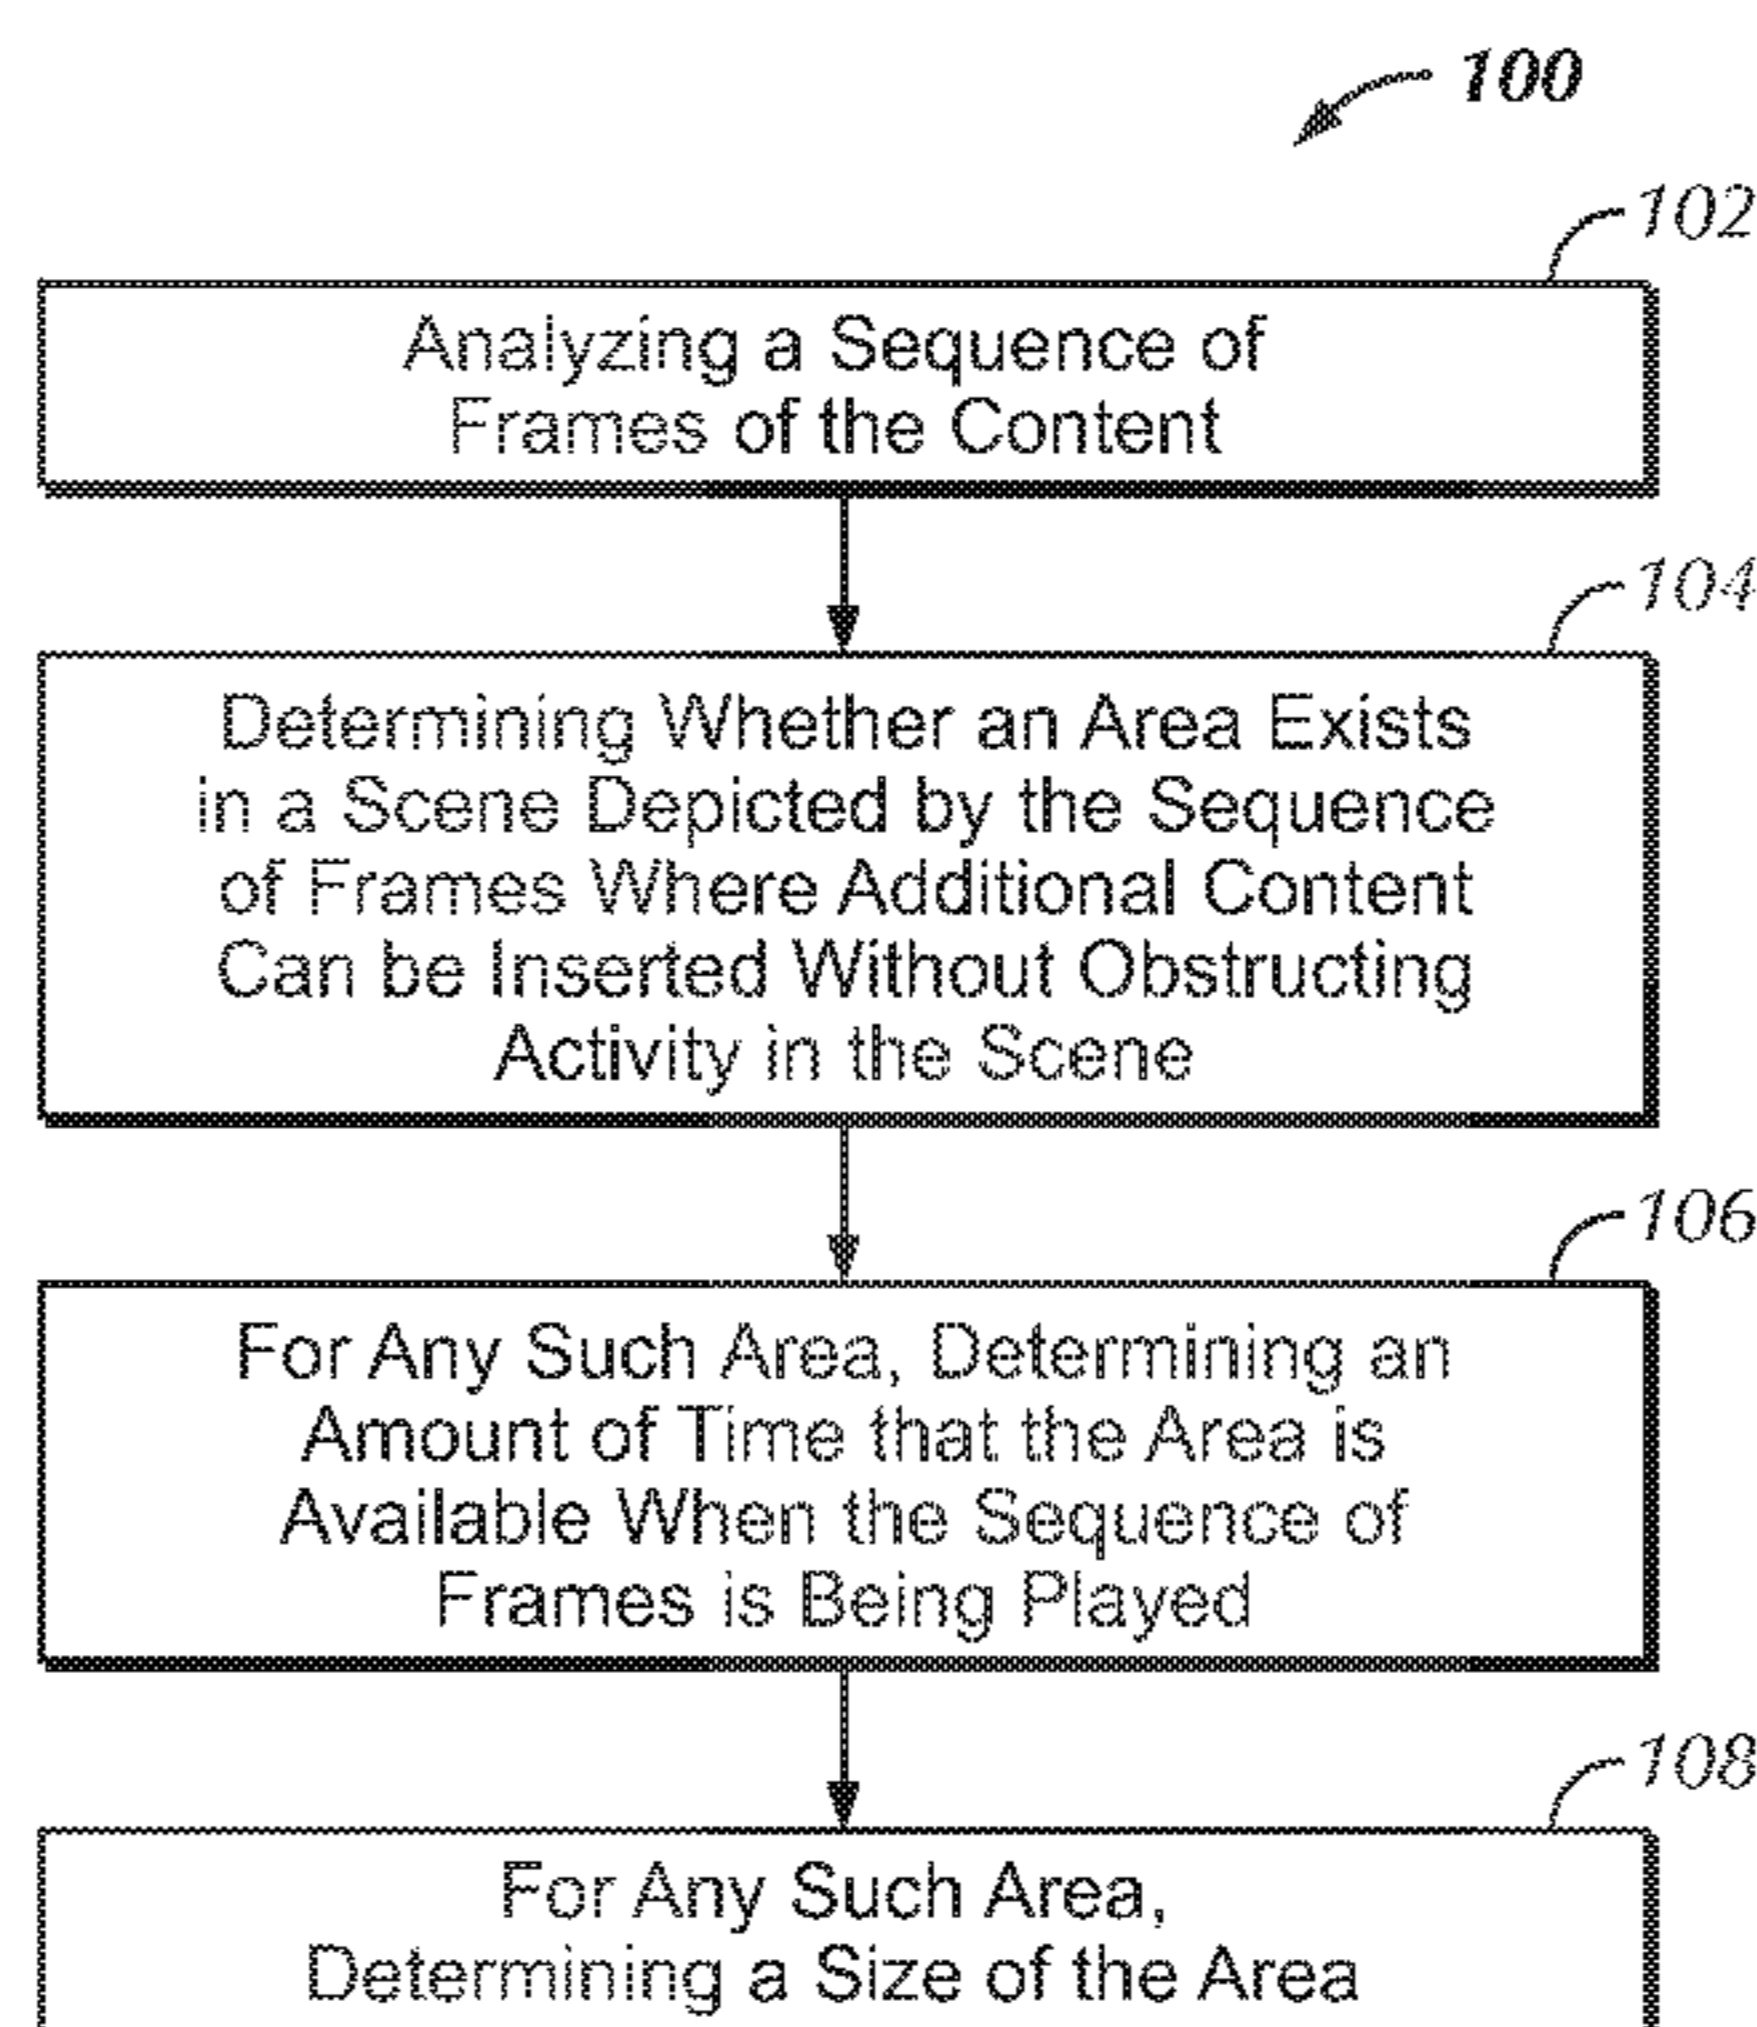 100
102
Analyzing a Sequence of
Frames of the Content
104
Determining Whether an Area Exists
in a Scene Depicted by the Sequence
of Frames Where Additional Content
Can be Inserted Without Obstructing
Activity in the Scene
106
For Any Such Area, Determining an
Amount of Time that the Area is
Available When the Sequence of
Frames is Being Played
108
For Any Such Area,
Determining a Size of the Area